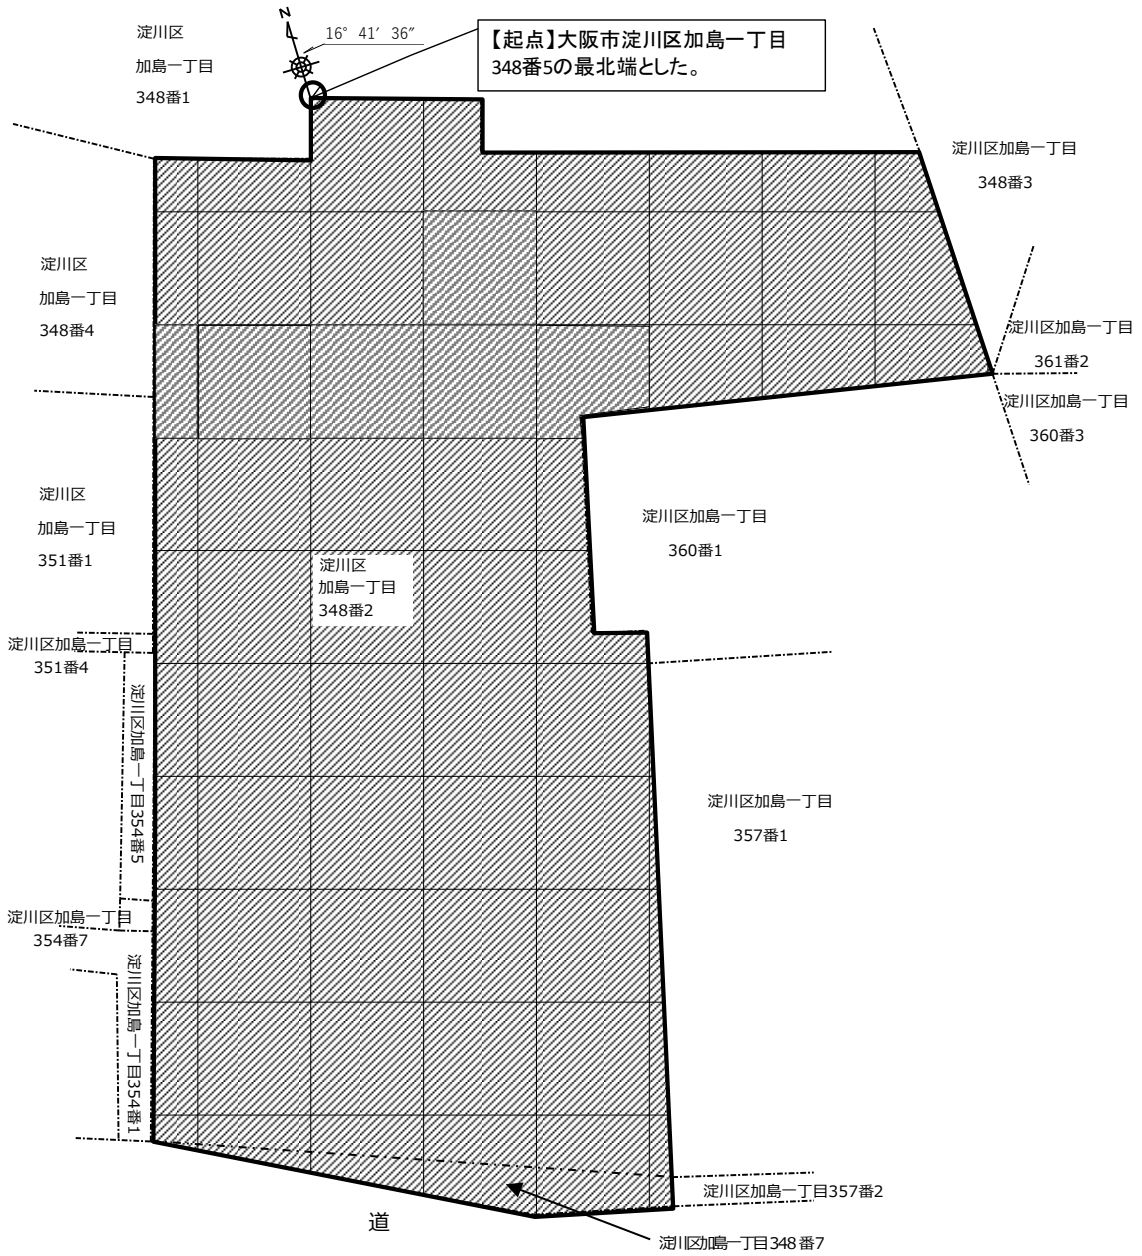 N
16° 41′ 36″
【起点】大阪市淀川区加島一丁目
348番5の最北端とした。
淀川区
加島一丁目
348番1
淀川区加島一丁目
348番3
淀川区
加島一丁目
348番4
淀川区加島一丁目
361番2
淀川区加島一丁目
360番3
淀川区
加島一丁目
351番1
淀川区加島一丁目
360番1
淀川区
加島一丁目
348番2
淀川区加島一丁目
351番4
淀川区加島一丁目354番5
淀川区加島一丁目
357番1
淀川区加島一丁目
354番7
淀川区加島一丁目354番1
淀川区加島一丁目357番2
道
淀川区加島一丁目348番7